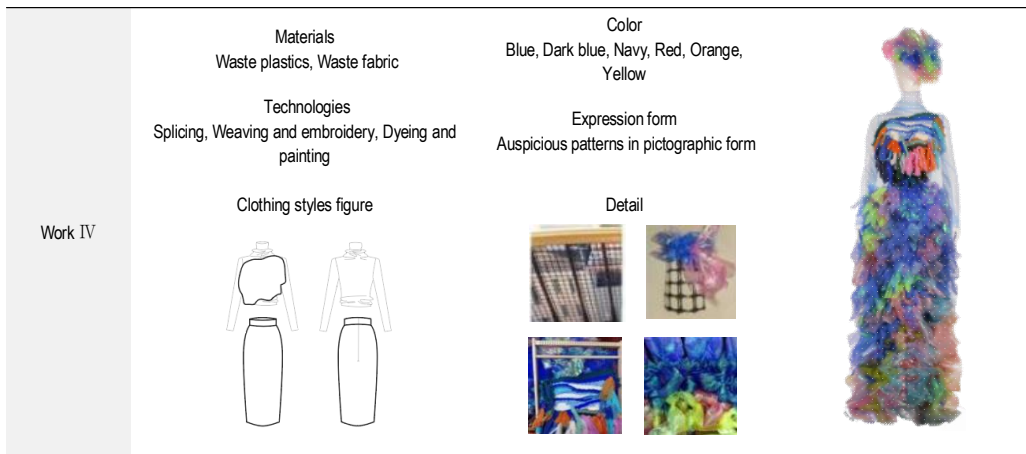 Work Ⅳ
Materials
Waste plastics, Waste fabric
Technologies
Splicing, Weaving and embroidery, Dyeing and
painting
Clothing styles figure
Color
Blue, Dark blue, Navy, Red, Orange,
Yellow
Expression form
Auspicious patterns in pictographic form
Detail